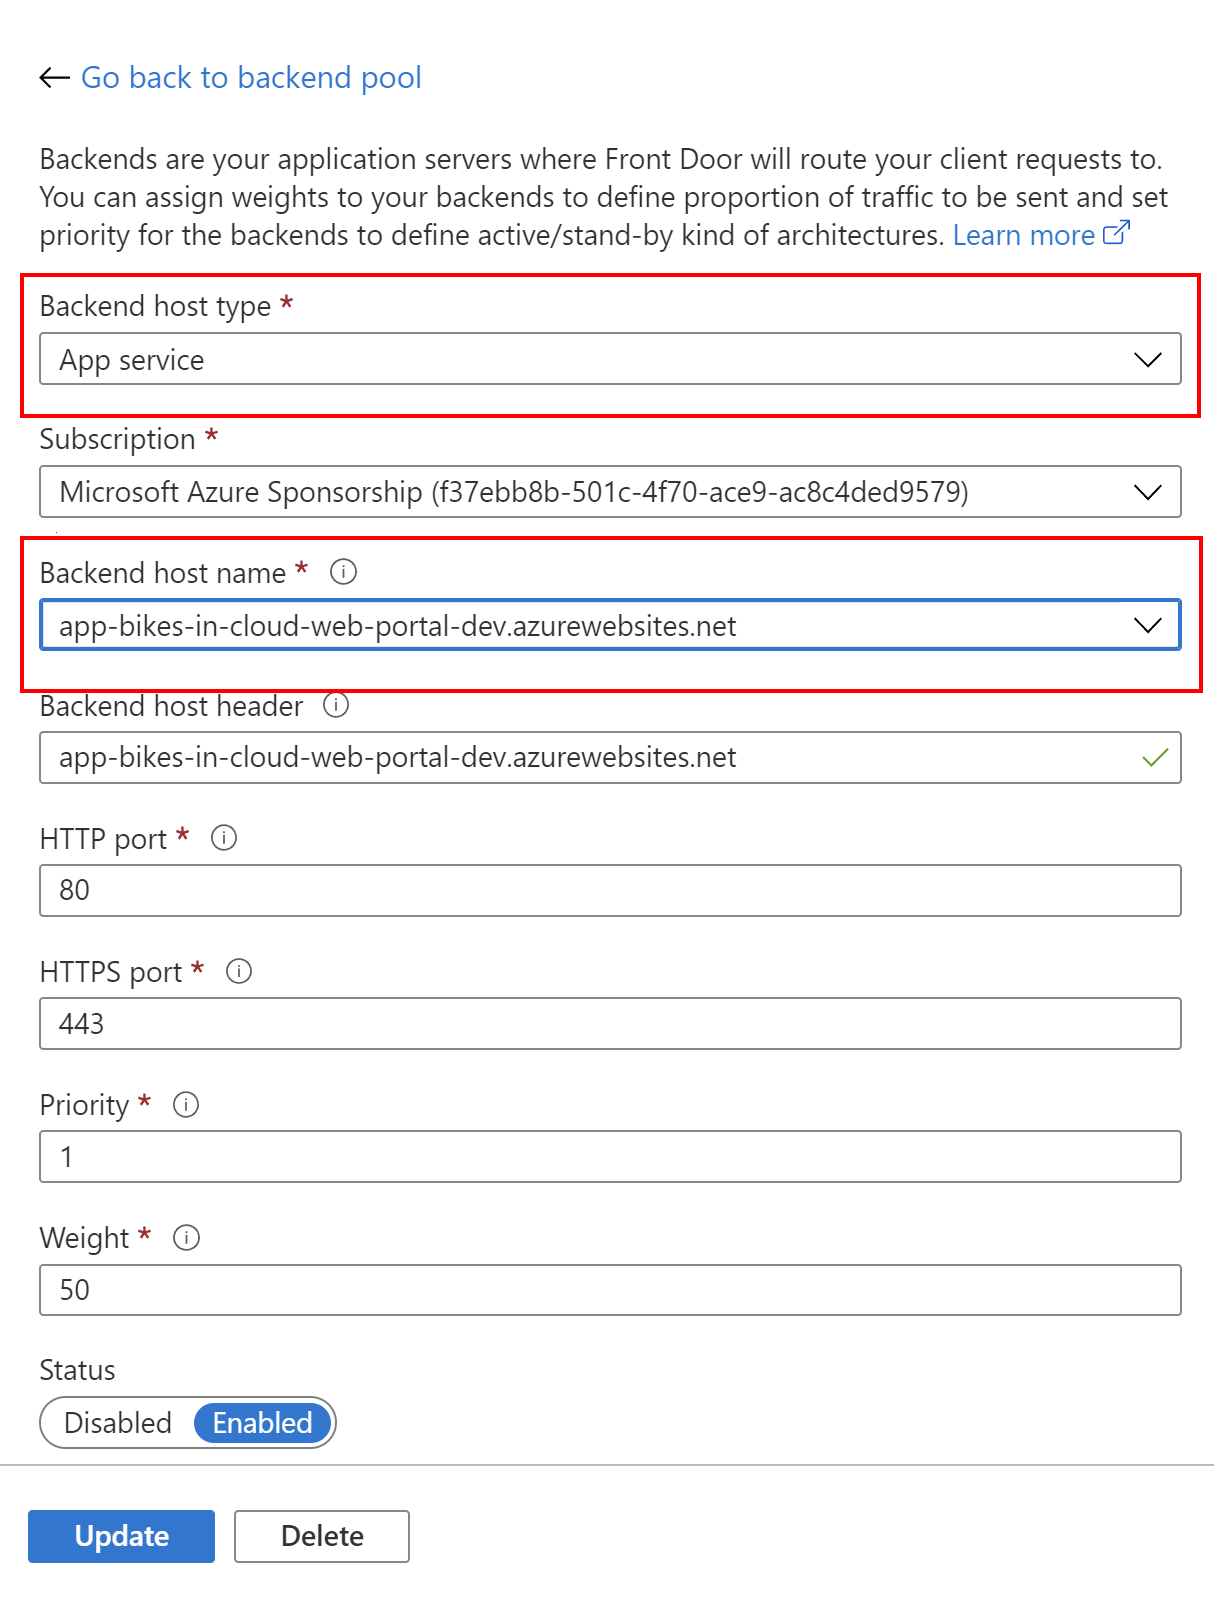 Go back to backend pool
Backends are your application servers where Front Door will route your client requests to.
You can assign weights to your backends to define proportion of traffic to be sent and set
priority for the backends to define active/stand-by kind of architectures. Learn more
Backend host type *
App service
Subscription *
Microsoft Azure Sponsorship (f37ebb8b-501c-4f70-ace9-ac8c4ded9579)
Backend host name *
app-bikes-in-cloud-web-portal-dev.azurewebsites.net
Backend host header
app-bikes-in-cloud-web-portal-dev.azurewebsites.net
HTTP port *
80
HTTPS port *
443
Priority *
1
Weight *
50
Status
Disabled Enabled
Update Delete